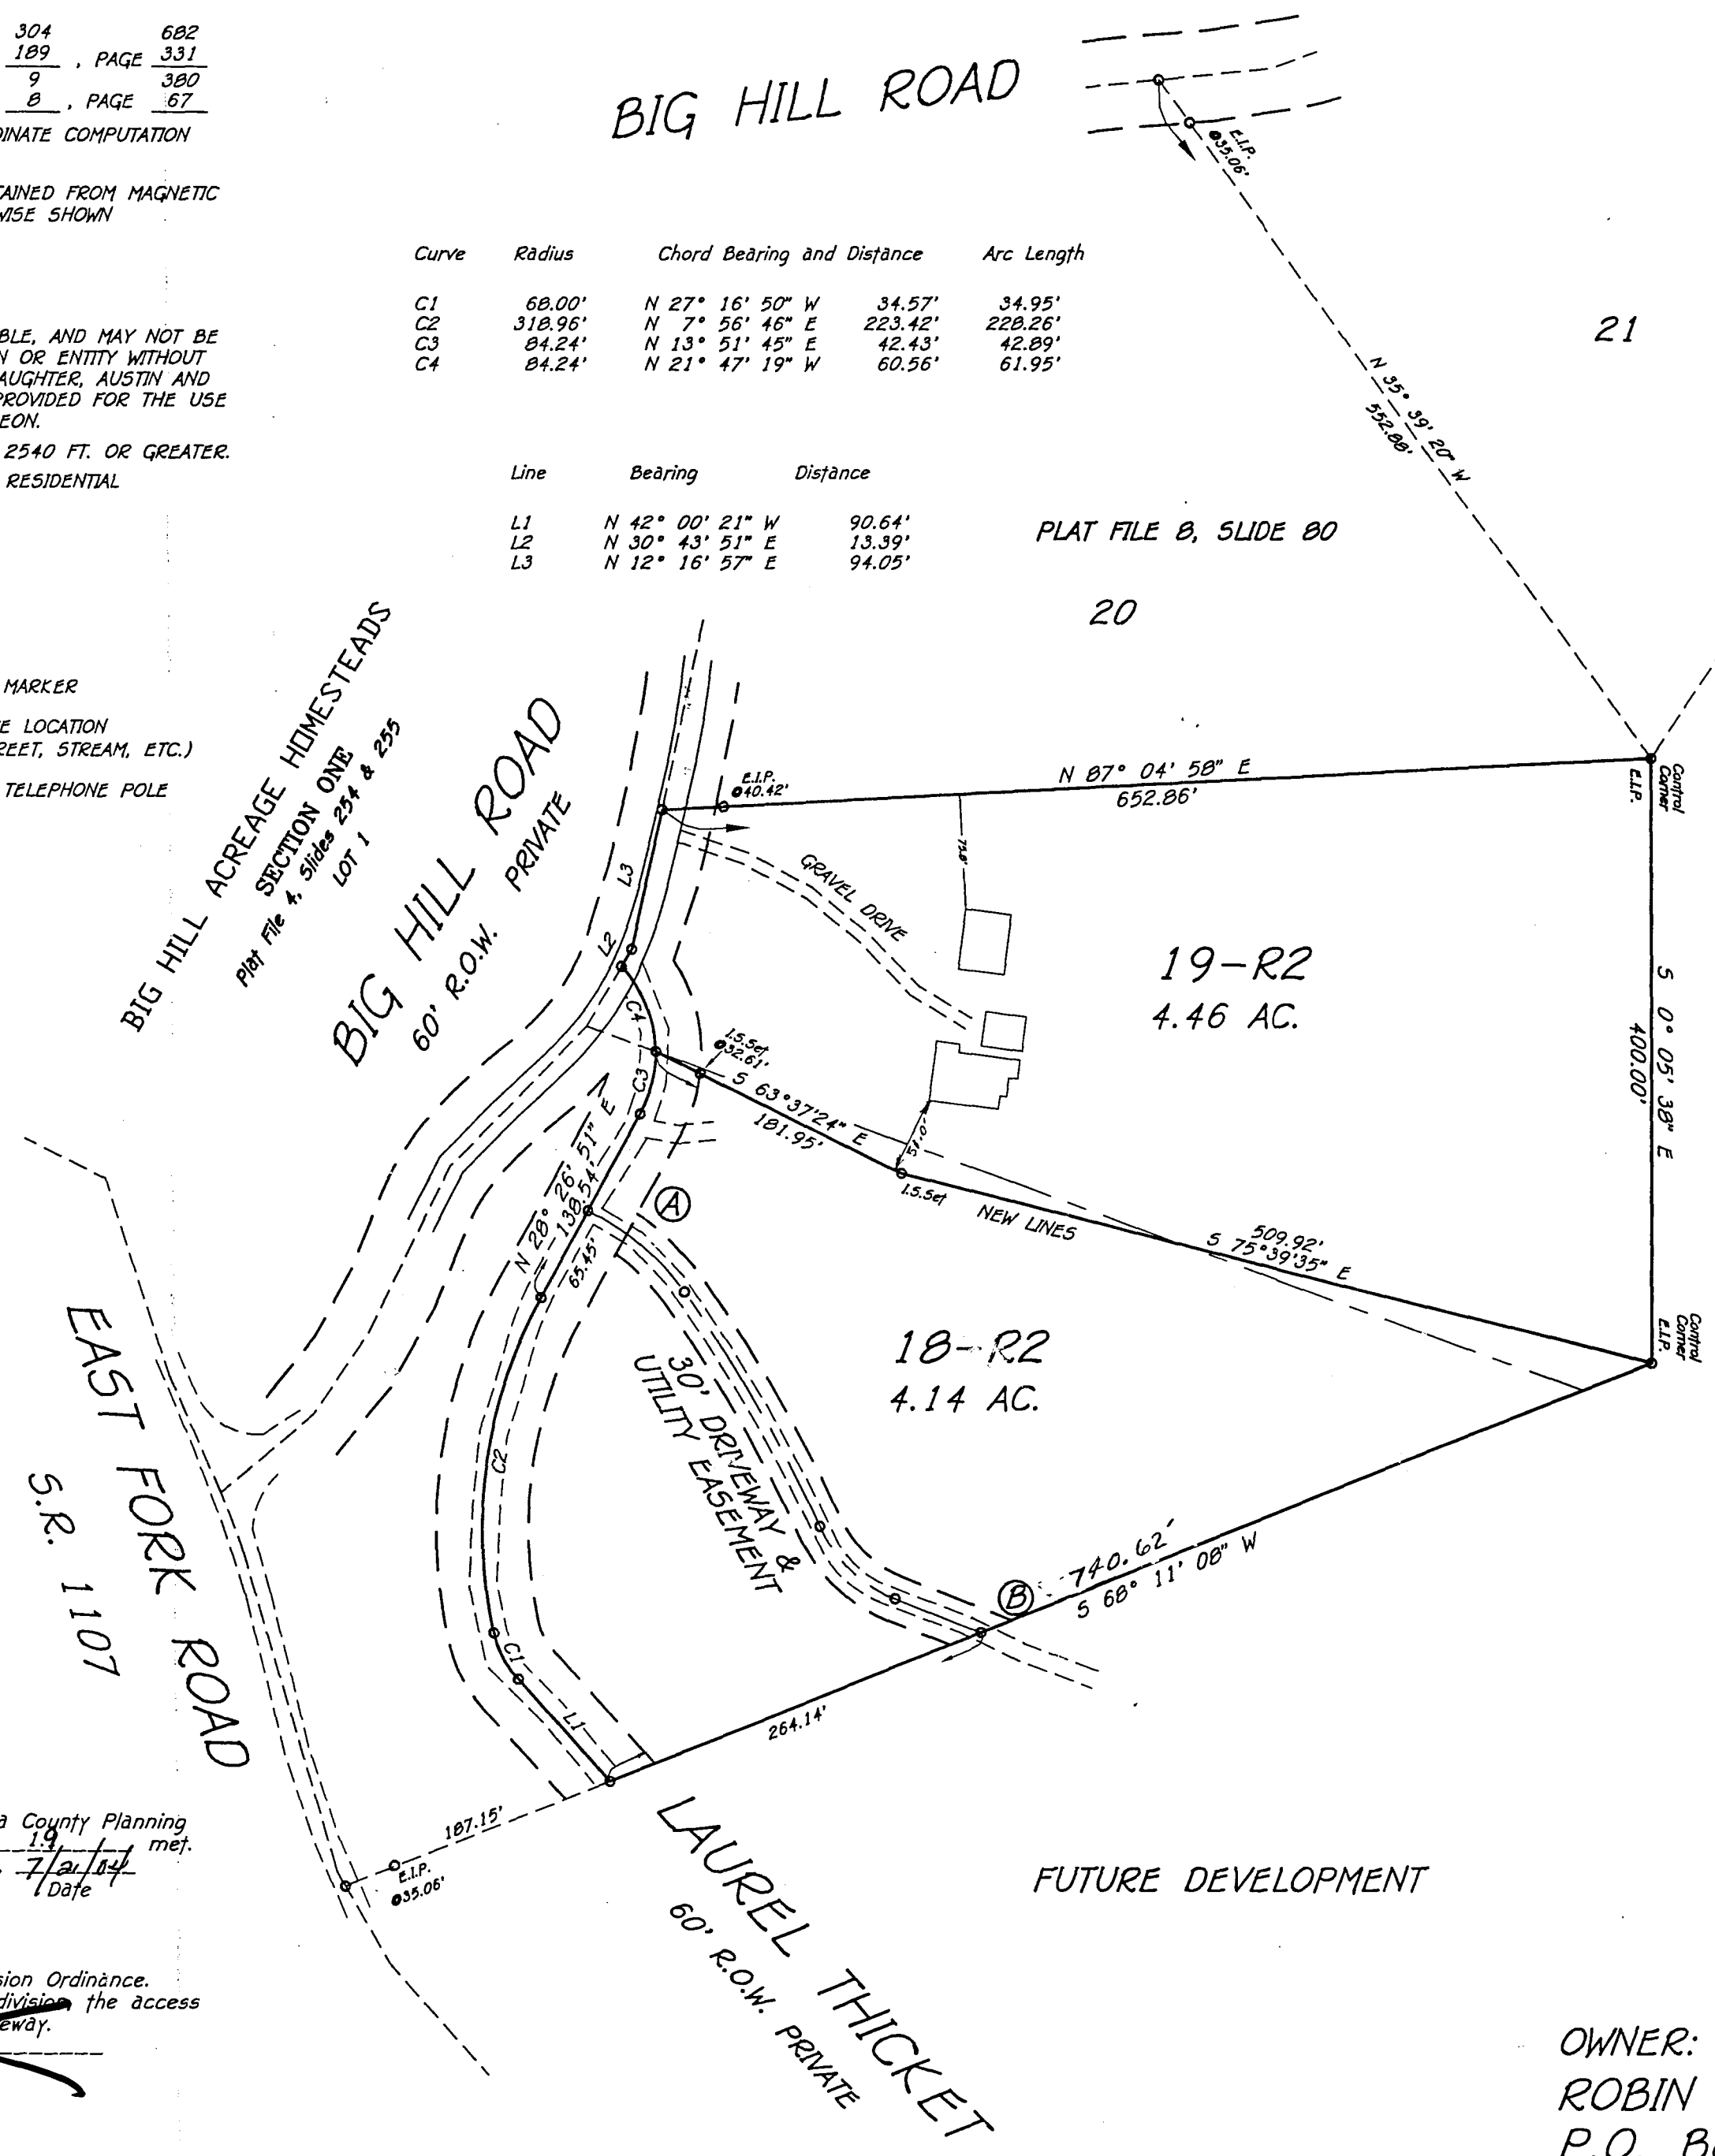 304 682
189 , PAGE 331
9 380
8 , PAGE 67
DINATE COMPUTATION
TAINED FROM MAGNETIC
WISE SHOWN
BLE, AND MAY NOT BE
N OR ENTITY WITHOUT
AUGHTER, AUSTIN AND
PROVIDED FOR THE USE
EON.
2540 FT. OR GREATER.
RESIDENTIAL
MARKER
E LOCATION
REET, STREAM, ETC.)
TELEPHONE POLE
BIG HILL ROAD
E.I.P.
@35.06'
Curve Radius Chord Bearing and Distance Arc Length
C1 68.00' N 27° 16' 50" W 34.57' 34.95'
C2 318.96' N 7° 56' 46" E 223.42' 228.26'
C3 84.24' N 13° 51' 45" E 42.43' 42.89'
C4 84.24' N 21° 47' 19" W 60.56' 61.95'
21
N 35° 39' 20" W
552.88'
Line Bearing Distance
L1 N 42° 00' 21" W 90.64'
L2 N 30° 43' 51" E 13.39'
L3 N 12° 16' 57" E 94.05'
PLAT FILE 8, SLIDE 80
20
BIG HILL ACREAGE HOMESTEADS
SECTION ONE
Plat File 4, Slides 254 & 255
LOT 1
BIG HILL ROAD
60' R.O.W. PRIVATE
E.I.P.
@40.42'
N 87° 04' 58" E
652.86'
Control
Corner
E.I.P.
75.8'
GRAVEL DRIVE
L3
L2
C4
C3
19-R2
4.46 AC.
S 0° 05' 38" E
400.00'
I.S.Set
@32.61'
S 63°37'24" E
181.95'
51.0'
I.S.Set
NEW LINES
509.92'
S 75°39'35" E
N 28° 26' 51" E
138.54'
65.45'
A
Control
Corner
E.I.P.
18-R2
4.14 AC.
30' DRIVEWAY &
UTILITY EASEMENT
C2
EAST FORK ROAD
S.R. 1107
B
740.62'
S 68° 11' 08" W
C1
L1
264.14'
187.15'
E.I.P.
@35.06'
LAUREL THICKET
60' R.O.W. PRIVATE
FUTURE DEVELOPMENT
a County Planning
19 met.
7/21/04
Date
sion Ordinance.
division, the access
eway.
OWNER:
ROBIN
P.O. B